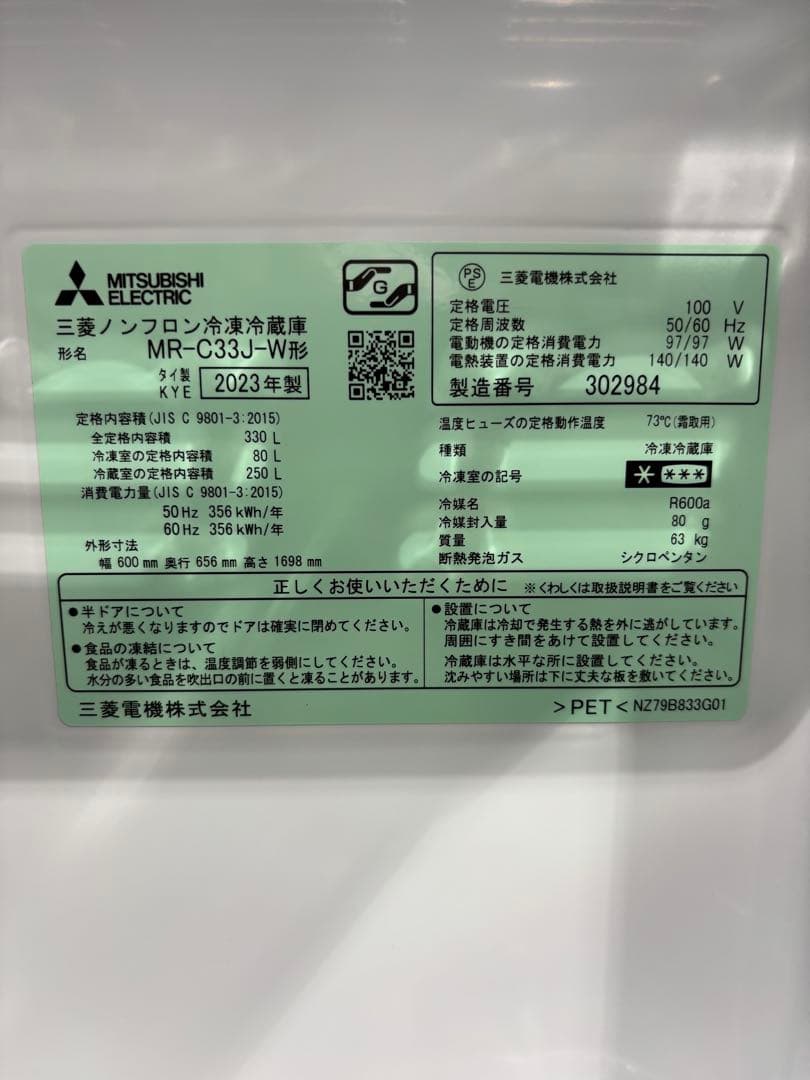 MITSUBISHI
ELECTRIC
G
三菱ノンフロン冷凍冷蔵庫
形名 MR-C33J-W形
タイ製
KYE
2023年製
PSE 三菱電機株式会社
定格電圧 100 V
定格周波数 50/60 Hz
電動機の定格消費電力 97/97 W
電熱装置の定格消費電力 140/140 W
製造番号 302984
定格内容積(JIS C 9801-3:2015)
全定格内容積 330 L
冷凍室の定格内容積 80 L
冷蔵室の定格内容積 250 L
消費電力量(JIS C 9801-3:2015)
50Hz 356kWh/年
60Hz 356kWh/年
外形寸法
幅 600mm 奥行 656mm 高さ 1698mm
温度ヒューズの定格動作温度 73℃(霜取用)
種類 冷凍冷蔵庫
冷凍室の記号 * ***
冷媒名 R600a
冷媒封入量 80 g
質量 63 kg
断熱発泡ガス シクロペンタン
正しくお使いいただくために ※くわしくは取扱説明書をご覧ください
●半ドアについて
冷えが悪くなりますのでドアは確実に閉めてください。
●食品の凍結について
食品が凍るときは、温度調節を弱側にしてください。
水分の多い食品を吹出口の前に置くと凍ることがあります。
●設置について
冷蔵庫は冷却で発生する熱を外に逃がしています。
周囲にすき間をあけて設置してください。
冷蔵庫は水平な所に設置してください。
沈みやすい場所は下に丈夫な板を敷いてください。
三菱電機株式会社
>PET< NZ79B833G01